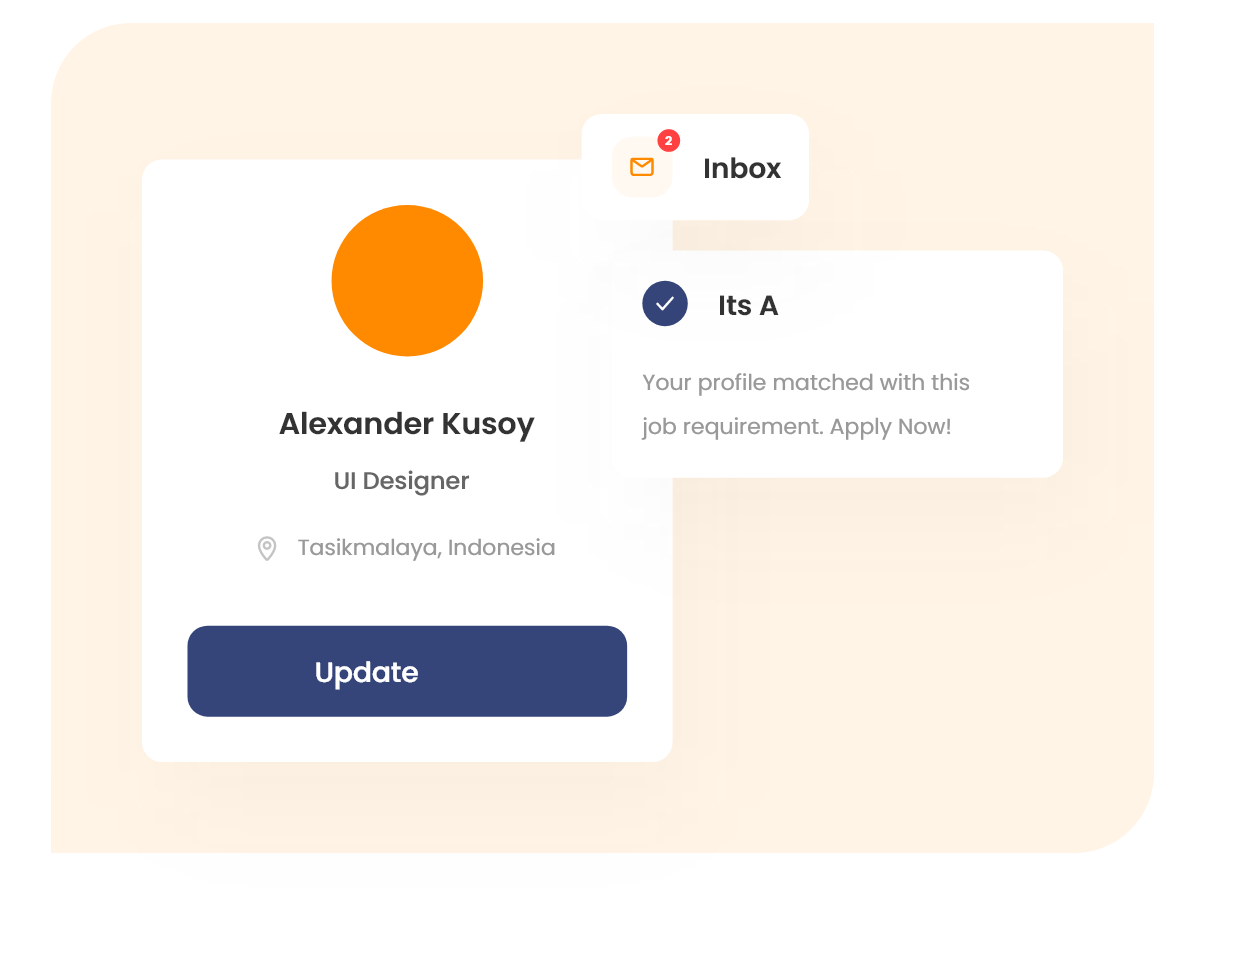 2
Inbox
Its A
Your profile matched with this
job requirement. Apply Now!
Alexander Kusoy
UI Designer
Tasikmalaya, Indonesia
Update